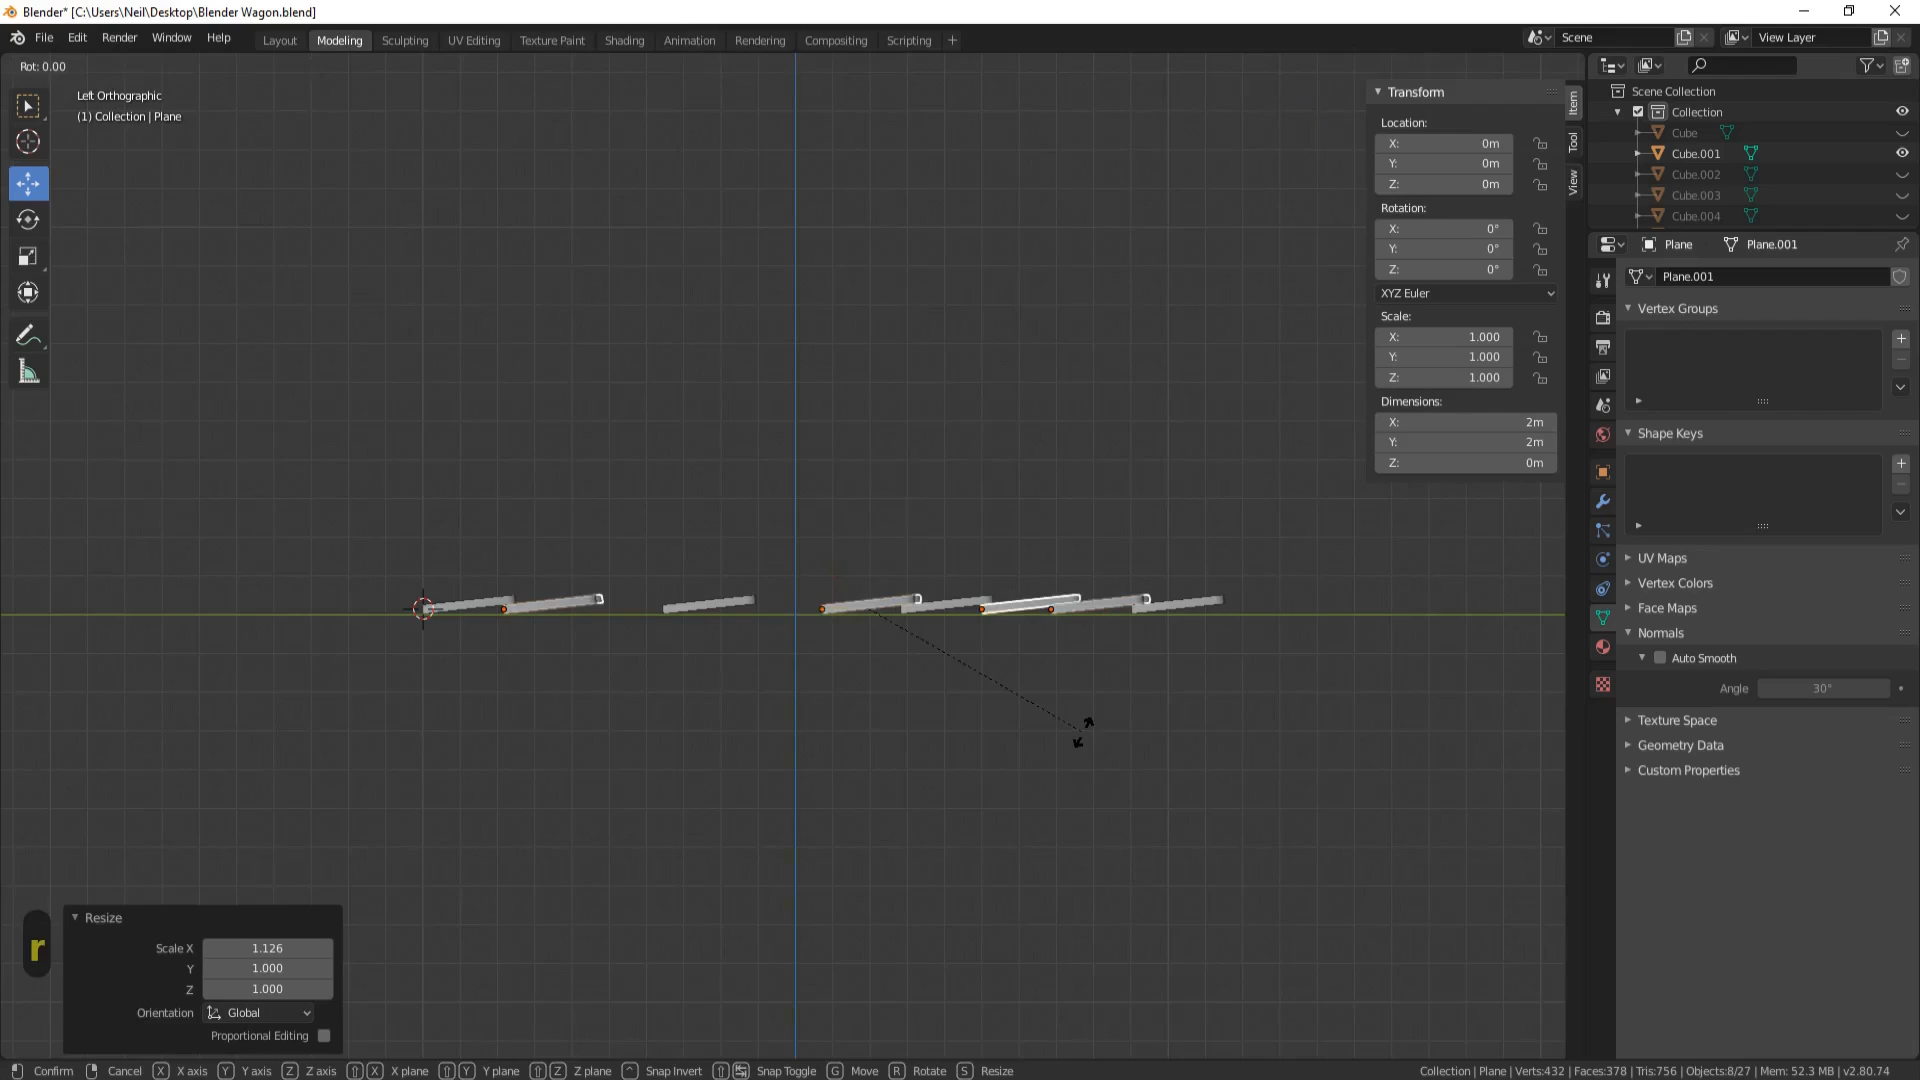 Blender* [C:\Users\Neil\Desktop\Blender Wagon.blend]
File Edit Render Window Help
Layout Modeling Sculpting UV Editing Texture Paint Shading Animation Rendering Compositing Scripting
Scene
View Layer
Rot: 0.00
Left Orthographic
(1) Collection | Plane
Transform
Location:
X: 0m
Y: 0m
Z: 0m
Rotation:
X: 0°
Y: 0°
Z: 0°
XYZ Euler
Scale:
X: 1.000
Y: 1.000
Z: 1.000
Dimensions:
X: 2m
Y: 2m
Z: 0m
Item
Tool
View
Scene Collection
Collection
Cube
Cube.001
Cube.002
Cube.003
Cube.004
Plane Plane.001
Plane.001
Vertex Groups
Shape Keys
UV Maps
Vertex Colors
Face Maps
Normals
Auto Smooth
Angle 30°
Texture Space
Geometry Data
Custom Properties
r
Resize
Scale X 1.126
Y 1.000
Z 1.000
Orientation Global
Proportional Editing
Confirm Cancel X X axis Y Y axis Z Z axis X X plane Y Y plane Z Z plane Snap Invert Snap Toggle G Move R Rotate S Resize
Collection | Plane | Verts:432 | Faces:378 | Tris:756 | Objects:8/27 | Mem: 52.3 MB | v2.80.74